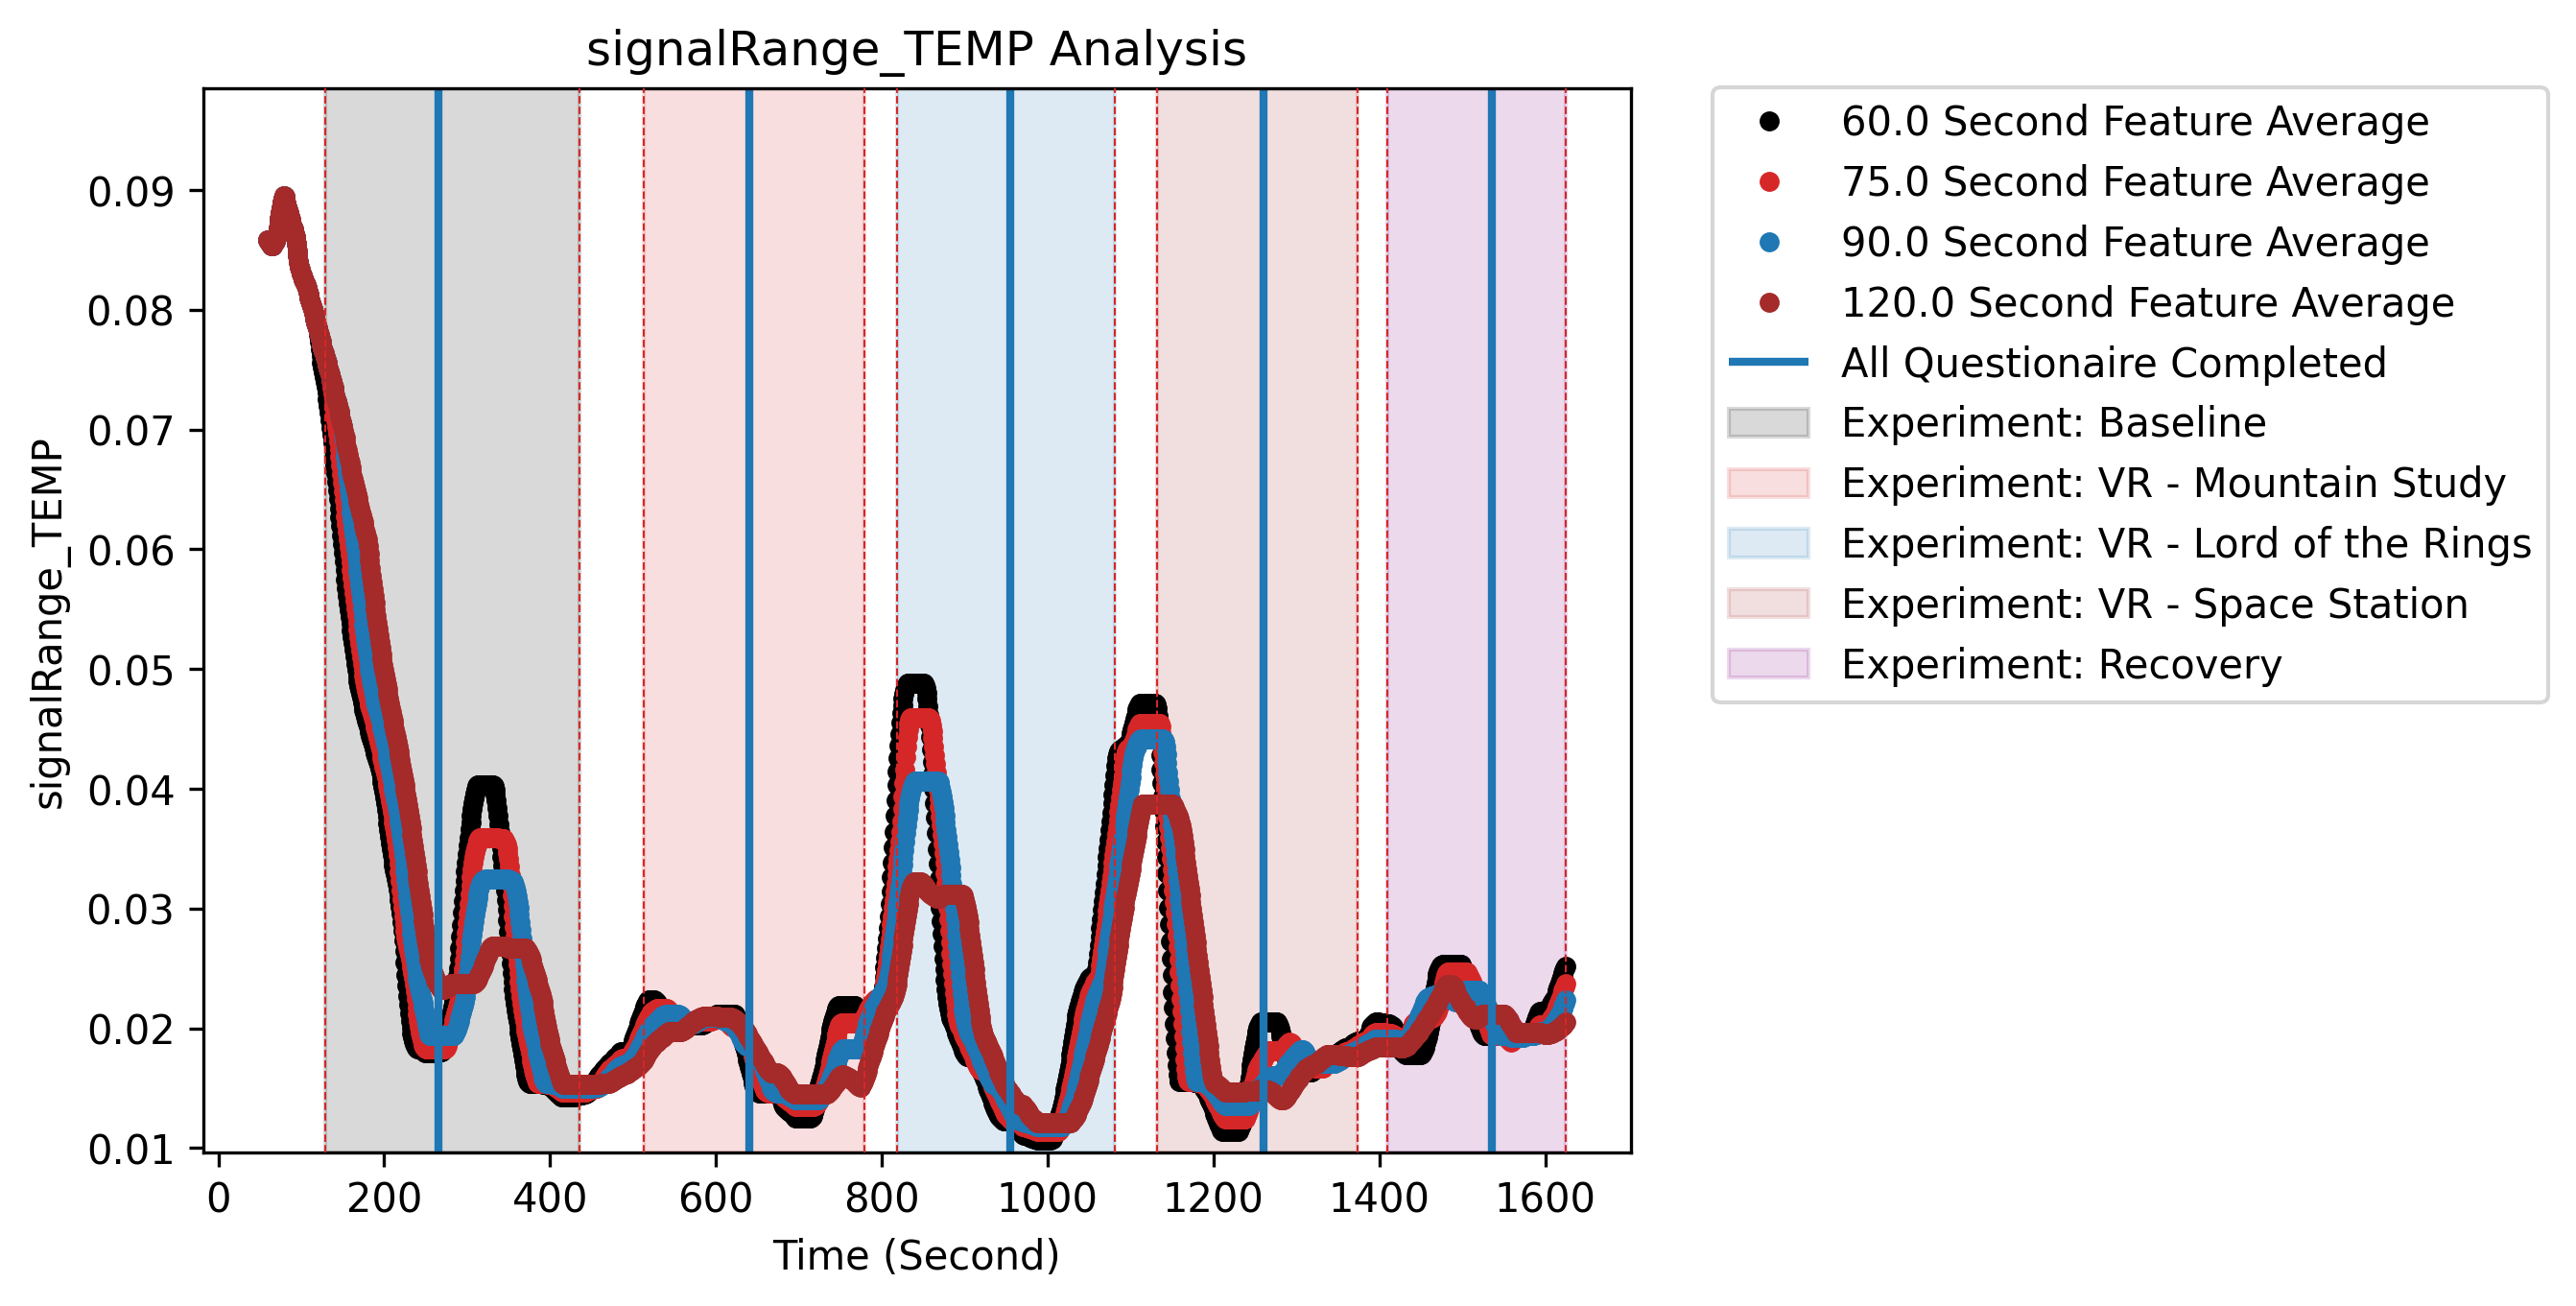 signalRange_TEMP Analysis
signalRange_TEMP
0.09
0.08
0.07
0.06
0.05
0.04
0.03
0.02
0.01
0 200 400 600 800 1000 1200 1400 1600
Time (Second)
60.0 Second Feature Average
75.0 Second Feature Average
90.0 Second Feature Average
120.0 Second Feature Average
All Questionaire Completed
Experiment: Baseline
Experiment: VR - Mountain Study
Experiment: VR - Lord of the Rings
Experiment: VR - Space Station
Experiment: Recovery